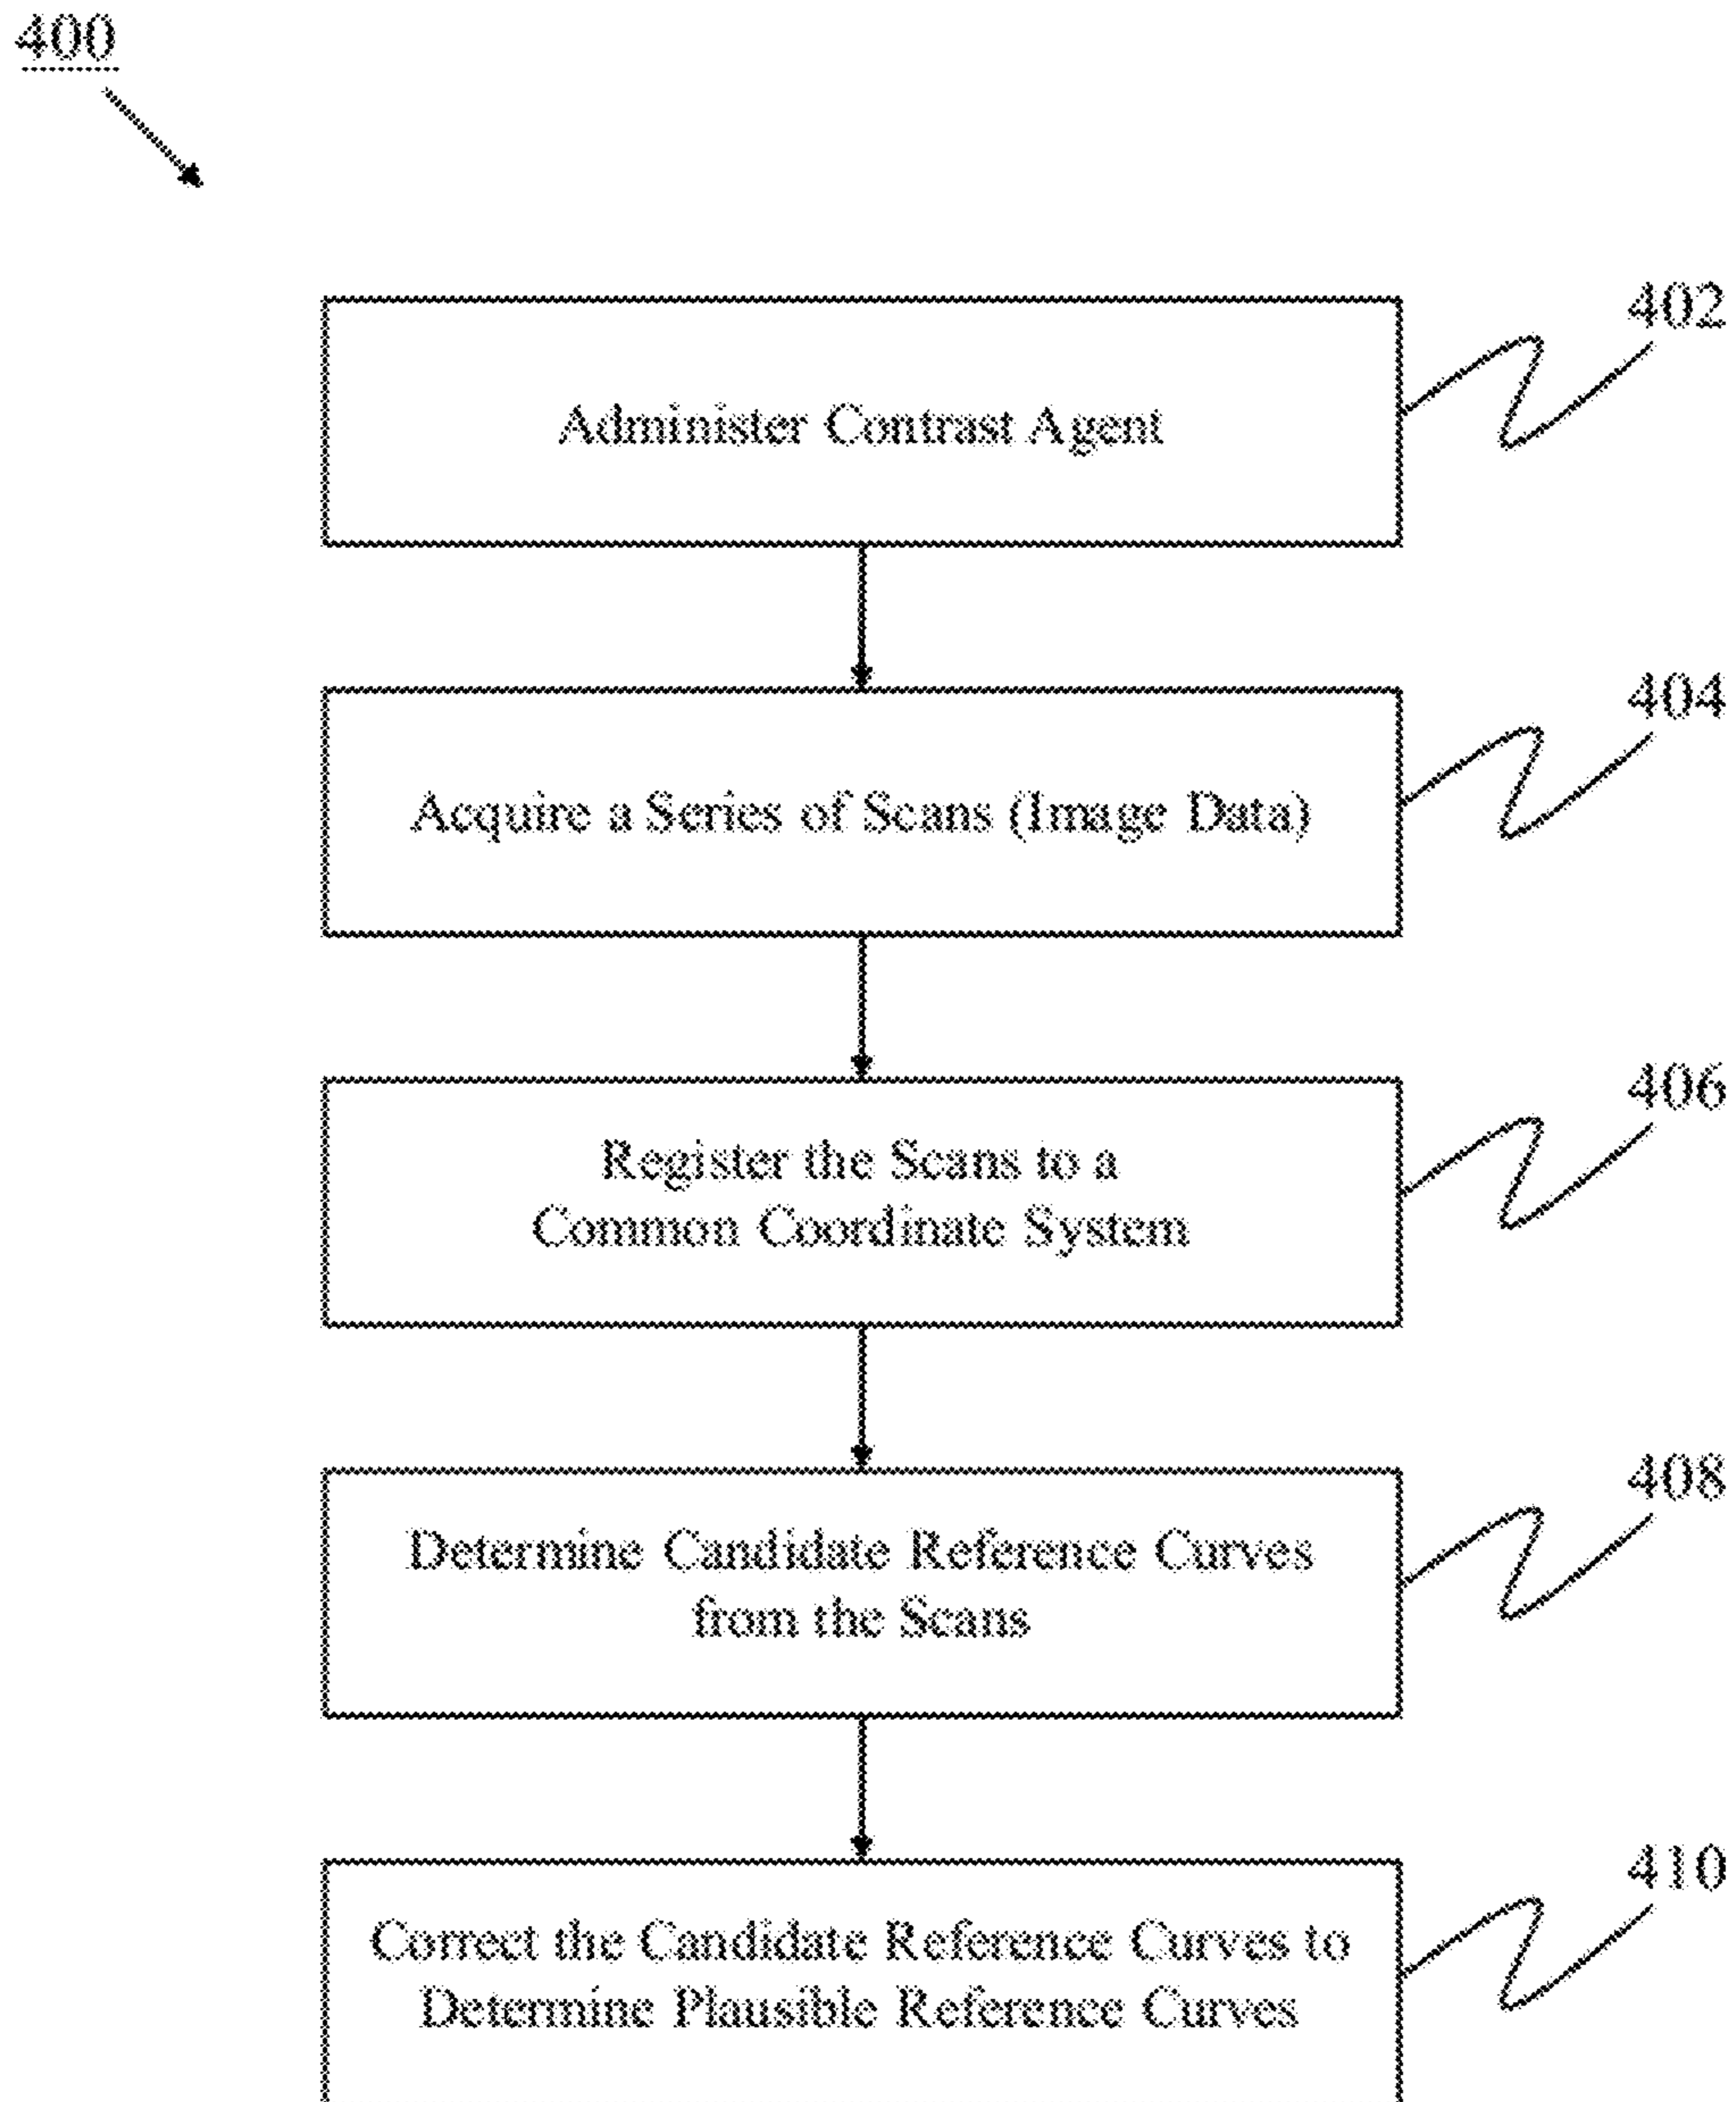 400
402
Administer Contrast Agent
404
Acquire a Series of Scans (Image Data)
406
Register the Scans to a
Common Coordinate System
408
Determine Candidate Reference Curves
from the Scans
410
Correct the Candidate Reference Curves to
Determine Plausible Reference Curves